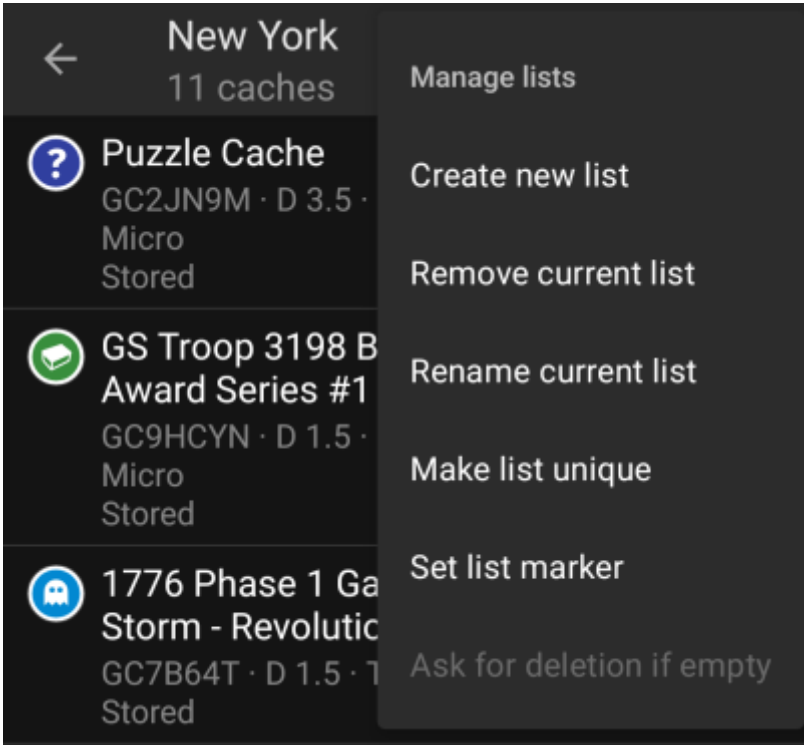 New York
11 caches
Puzzle Cache
GC2JN9M · D 3.5 ·
Micro
Stored
GS Troop 3198 B
Award Series #1
GC9HCYN · D 1.5 ·
Micro
Stored
1776 Phase 1 Ga
Storm - Revolutic
GC7B64T · D 1.5 · T
Stored
Manage lists
Create new list
Remove current list
Rename current list
Make list unique
Set list marker
Ask for deletion if empty